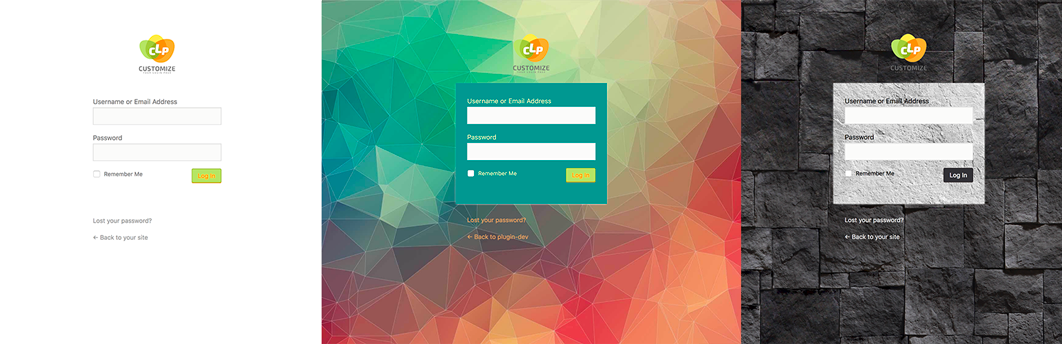 CLP
CUSTOMIZE
Username or Email Address
Password
Remember Me
Log In
Lost your password?
← Back to your site
CLP
CUSTOMIZE
Username or Email Address
Password
Remember Me
Log In
Lost your password?
← Back to plugin-dev
CLP
CUSTOMIZE
Username or Email Address
Password
Remember Me
Log In
Lost your password?
← Back to your site